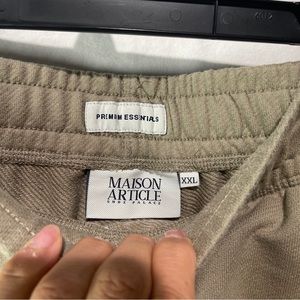 PREMIUM ESSENTIALS
MAISON
ARTICLE
XXL